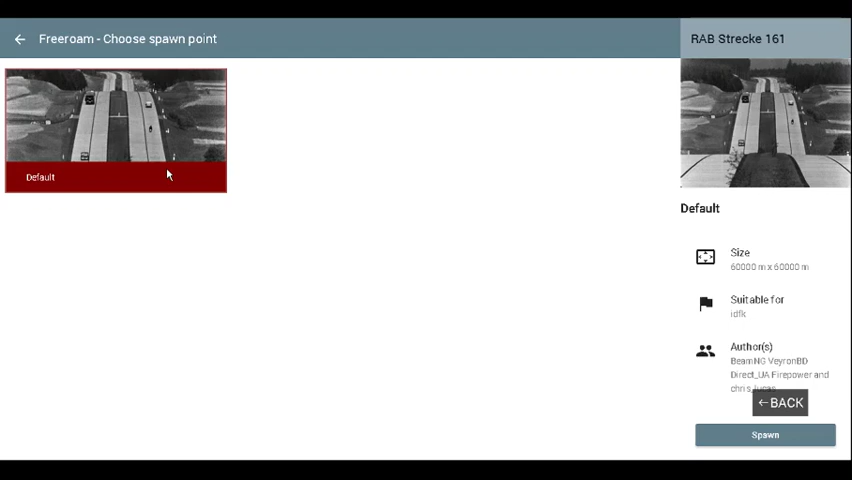 Freeroam - Choose spawn point
RAB Strecke 161
Default
Default
Size
60000 m x 60000 m
Suitable for
idfk
Author(s)
BeamNG VeyronBD
Direct_UA Firepower and
chris_lucas
←BACK
Spawn